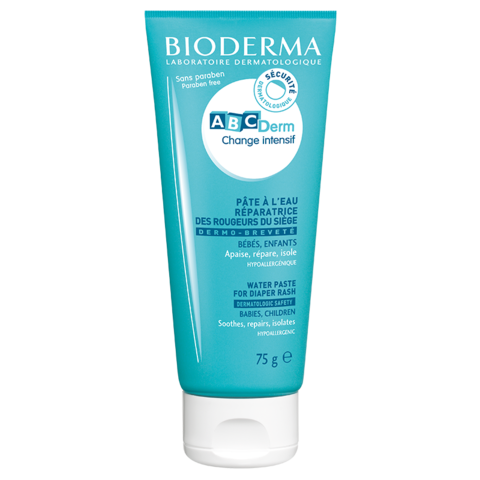 BIODERMA
LABORATOIRE DERMATOLOGIQUE
Sans paraben
Paraben free
SÉCURITÉ
DERMATOLOGIQUE
ABCDerm
Change intensif
PÂTE À L'EAU
RÉPARATRICE
DES ROUGEURS DU SIÈGE
DERMO-BREVETÉ
BÉBÉS, ENFANTS
Apaise, répare, isole
HYPOALLERGÉNIQUE
WATER PASTE
FOR DIAPER RASH
DERMATOLOGIC SAFETY
BABIES, CHILDREN
Soothes, repairs, isolates
HYPOALLERGENIC
75 g e